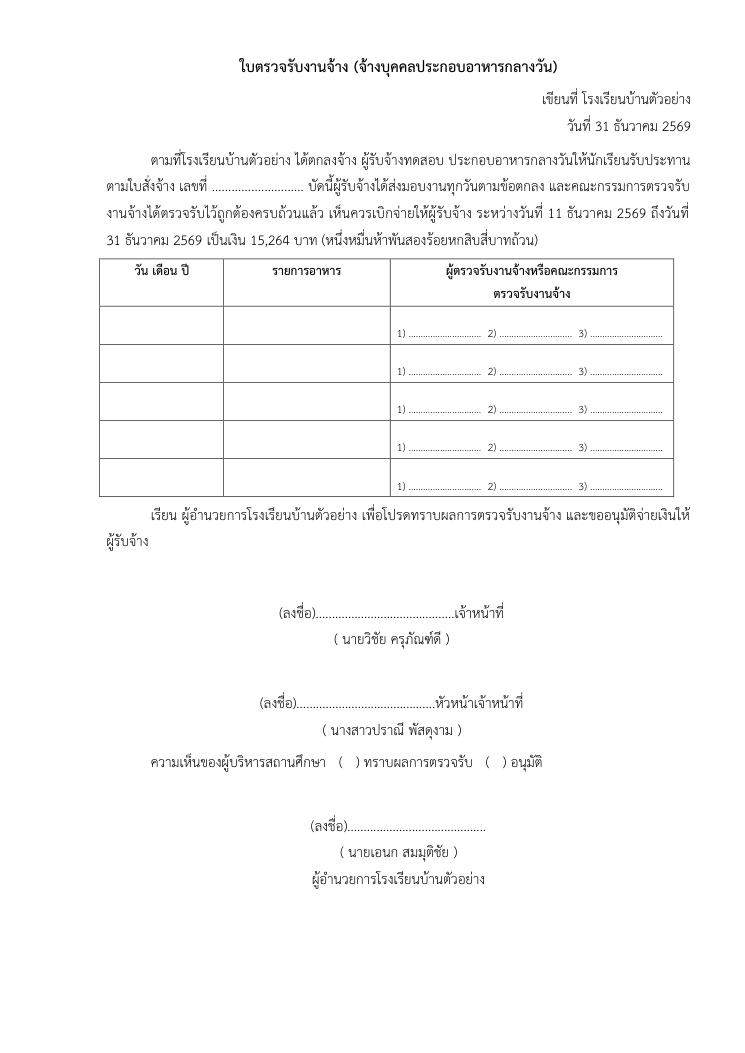 ใบตรวจรับงานจ้าง (จ้างบุคคลประกอบอาหารกลางวัน)
เขียนที่ โรงเรียนบ้านตัวอย่าง
วันที่ 31 ธันวาคม 2569
ตามที่โรงเรียนบ้านตัวอย่าง ได้ตกลงจ้าง ผู้รับจ้างทดสอบ ประกอบอาหารกลางวันให้นักเรียนรับประทาน
ตามใบสั่งจ้าง เลขที่ ............................ บัดนี้ผู้รับจ้างได้ส่งมอบงานทุกวันตามข้อตกลง และคณะกรรมการตรวจรับ
งานจ้างได้ตรวจรับไว้ถูกต้องครบถ้วนแล้ว เห็นควรเบิกจ่ายให้ผู้รับจ้าง ระหว่างวันที่ 11 ธันวาคม 2569 ถึงวันที่
31 ธันวาคม 2569 เป็นเงิน 15,264 บาท (หนึ่งหมื่นห้าพันสองร้อยหกสิบสี่บาทถ้วน)
วัน เดือน ปี รายการอาหาร ผู้ตรวจรับงานจ้างหรือคณะกรรมการ
ตรวจรับงานจ้าง
1) .............................. 2) .............................. 3) ..............................
1) .............................. 2) .............................. 3) ..............................
1) .............................. 2) .............................. 3) ..............................
1) .............................. 2) .............................. 3) ..............................
1) .............................. 2) .............................. 3) ..............................
เรียน ผู้อำนวยการโรงเรียนบ้านตัวอย่าง เพื่อโปรดทราบผลการตรวจรับงานจ้าง และขออนุมัติจ่ายเงินให้
ผู้รับจ้าง
(ลงชื่อ)...........................................เจ้าหน้าที่
( นายวิชัย ครุภัณฑ์ดี )
(ลงชื่อ)...........................................หัวหน้าเจ้าหน้าที่
( นางสาวปราณี พัสดุงาม )
ความเห็นของผู้บริหารสถานศึกษา ( ) ทราบผลการตรวจรับ ( ) อนุมัติ
(ลงชื่อ)...........................................
( นายเอนก สมมุติชัย )
ผู้อำนวยการโรงเรียนบ้านตัวอย่าง